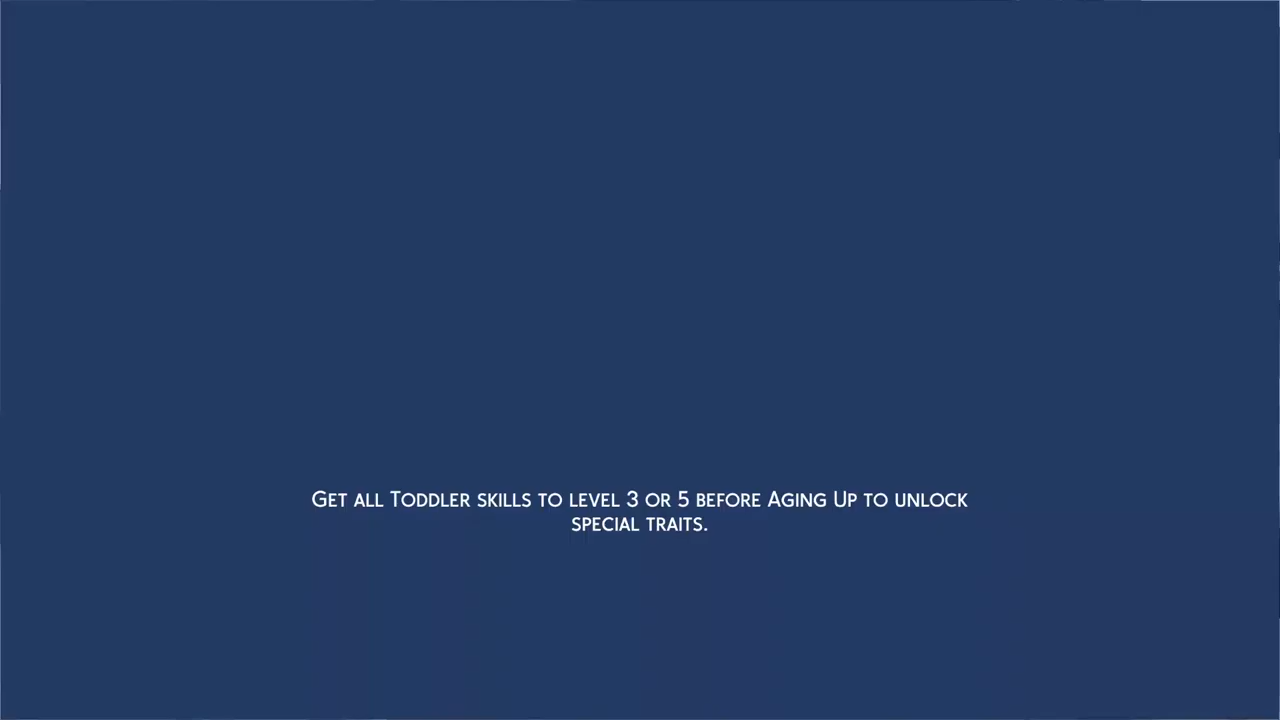 Get all Toddler skills to level 3 or 5 before Aging Up to unlock
special traits.